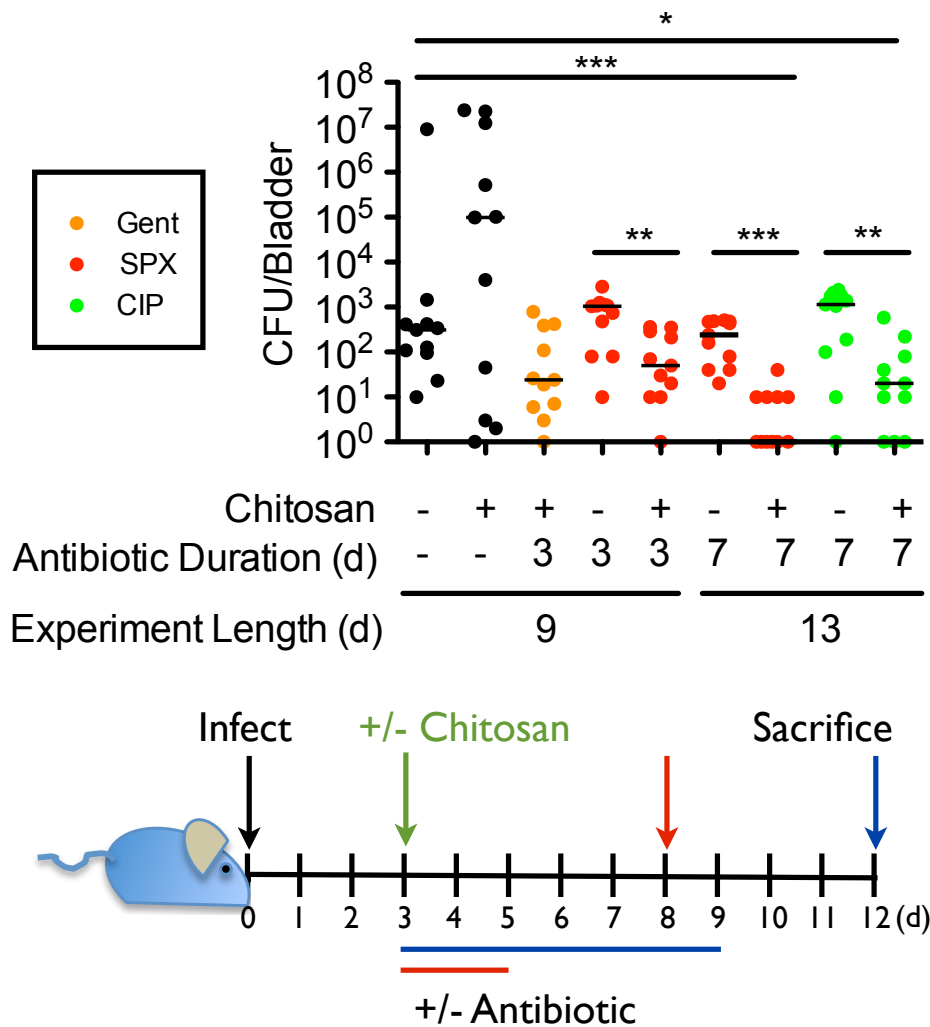 *
***
10⁸
10⁷
10⁶
10⁵
10⁴
10³
10²
10¹
10⁰
CFU/Bladder
Gent
SPX
CIP
** *** **
Chitosan - + + - + - + - +
Antibiotic Duration (d) - - 3 3 3 7 7 7 7
Experiment Length (d) 9 13
Infect +/- Chitosan Sacrifice
0 1 2 3 4 5 6 7 8 9 10 11 12 (d)
+/- Antibiotic